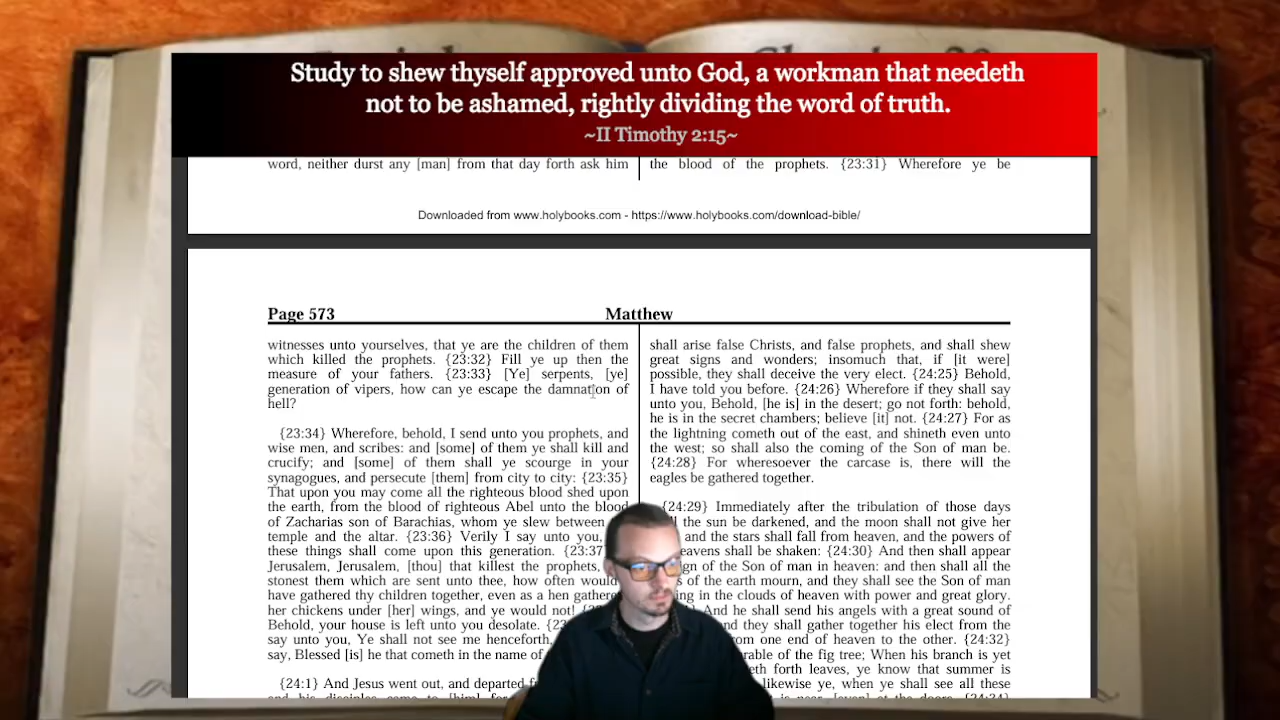 Study to shew thyself approved unto God, a workman that needeth
not to be ashamed, rightly dividing the word of truth.
~II Timothy 2:15~
word, neither durst any [man] from that day forth ask him
the blood of the prophets. {23:31} Wherefore ye be
Downloaded from www.holybooks.com - https://www.holybooks.com/download-bible/
Page 573
Matthew
witnesses unto yourselves, that ye are the children of them
which killed the prophets. {23:32} Fill ye up then the
measure of your fathers. {23:33} [Ye] serpents, [ye]
generation of vipers, how can ye escape the damnation of
hell?
{23:34} Wherefore, behold, I send unto you prophets, and
wise men, and scribes: and [some] of them ye shall kill and
crucify; and [some] of them shall ye scourge in your
synagogues, and persecute [them] from city to city: {23:35}
That upon you may come all the righteous blood shed upon
the earth, from the blood of righteous Abel unto the blood
of Zacharias son of Barachias, whom ye slew between
temple and the altar. {23:36} Verily I say unto you,
these things shall come upon this generation. {23:37
Jerusalem, Jerusalem, [thou] that killest the prophets,
stonest them which are sent unto thee, how often would
have gathered thy children together, even as a hen gathere
her chickens under [her] wings, and ye would not!
Behold, your house is left unto you desolate. {23
say unto you, Ye shall not see me henceforth,
say, Blessed [is] he that cometh in the name of
{24:1} And Jesus went out, and departed
shall arise false Christs, and false prophets, and shall shew
great signs and wonders; insomuch that, if [it were]
possible, they shall deceive the very elect. {24:25} Behold,
I have told you before. {24:26} Wherefore if they shall say
unto you, Behold, [he is] in the desert; go not forth: behold,
he is in the secret chambers; believe [it] not. {24:27} For as
the lightning cometh out of the east, and shineth even unto
the west; so shall also the coming of the Son of man be.
{24:28} For wheresoever the carcase is, there will the
eagles be gathered together.
{24:29} Immediately after the tribulation of those days
the sun be darkened, and the moon shall not give her
and the stars shall fall from heaven, and the powers of
eavens shall be shaken: {24:30} And then shall appear
ign of the Son of man in heaven: and then shall all the
s of the earth mourn, and they shall see the Son of man
ing in the clouds of heaven with power and great glory.
And he shall send his angels with a great sound of
nd they shall gather together his elect from the
om one end of heaven to the other. {24:32}
rable of the fig tree; When his branch is yet
eth forth leaves, ye know that summer is
likewise ye, when ye shall see all these